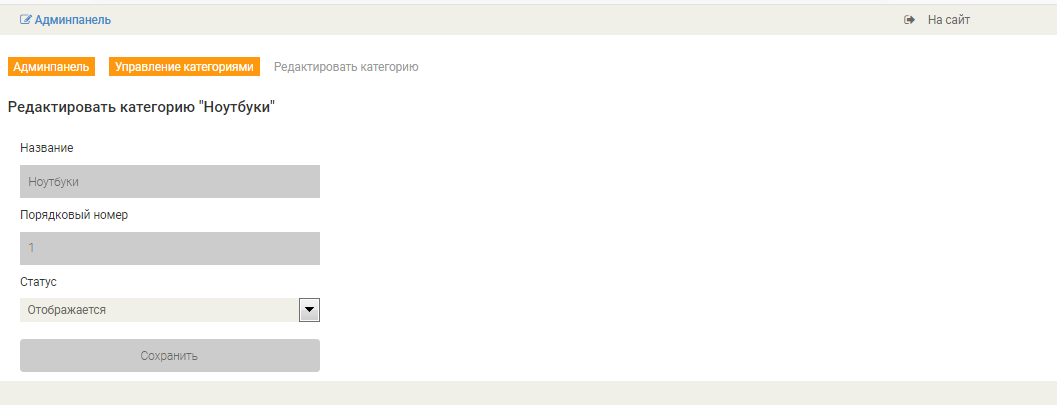 Админпанель
На сайт
Админпанель Управление категориями Редактировать категорию
Редактировать категорию "Ноутбуки"
Название
Ноутбуки
Порядковый номер
1
Статус
Отображается
Сохранить